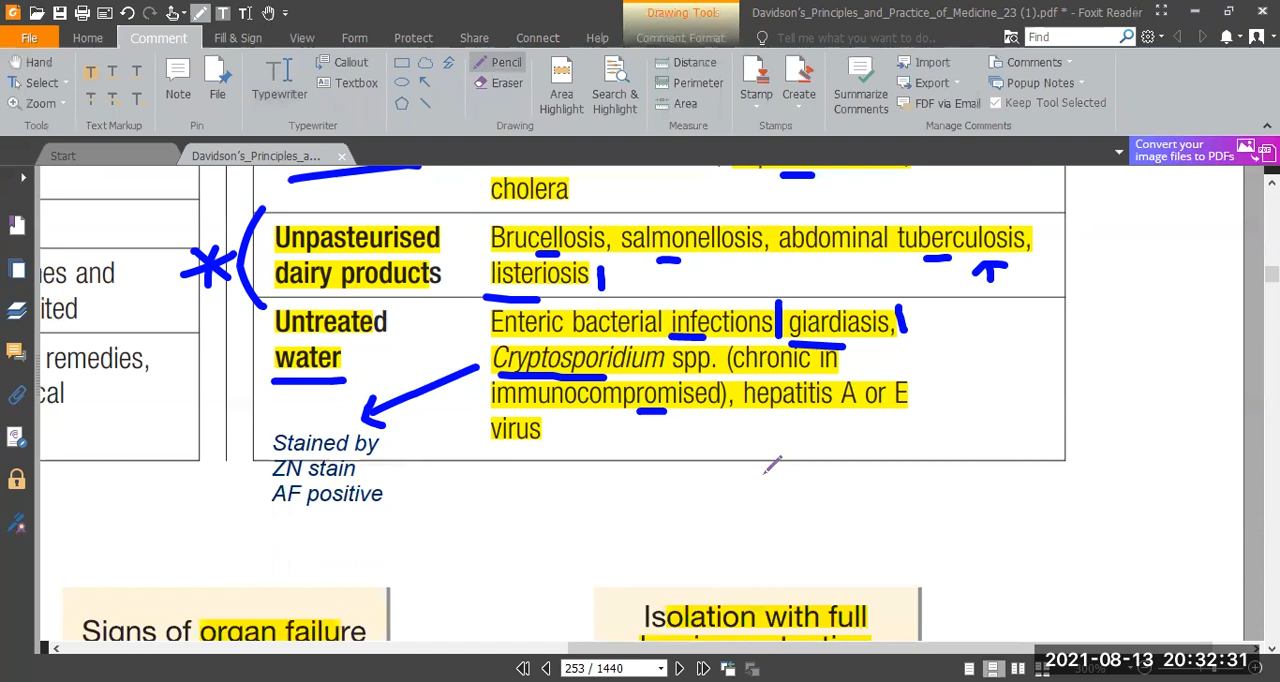 Drawing Tools
Davidson's_Principles_and_Practice_of_Medicine_23 (1).pdf * - Foxit Reader
File Home Comment Fill & Sign View Form Protect Share Connect Help Comment Format Tell me what you want to do.. Find
Hand
Select
Zoom
Tools
Text Markup
Note
File
Pin
Typewriter
Callout
Textbox
Typewriter
Pencil
Eraser
Area
Highlight
Search &
Highlight
Drawing
Distance
Perimeter
Area
Measure
Stamp
Create
Stamps
Summarize
Comments
Import
Export
FDF via Email
Comments
Popup Notes
Keep Tool Selected
Manage Comments
Start
Davidson's_Principles_a...
Convert your
image files to PDFs
PDF
cholera
Unpasteurised
dairy products
Brucellosis, salmonellosis, abdominal tuberculosis,
listeriosis
Untreated
water
Enteric bacterial infections giardiasis,
Cryptosporidium spp. (chronic in
immunocompromised), hepatitis A or E
virus
Stained by
ZN stain
AF positive
nes and
ited
remedies,
cal
Signs of organ failure
Isolation with full
253 / 1440
2021-08-13 20:32:31